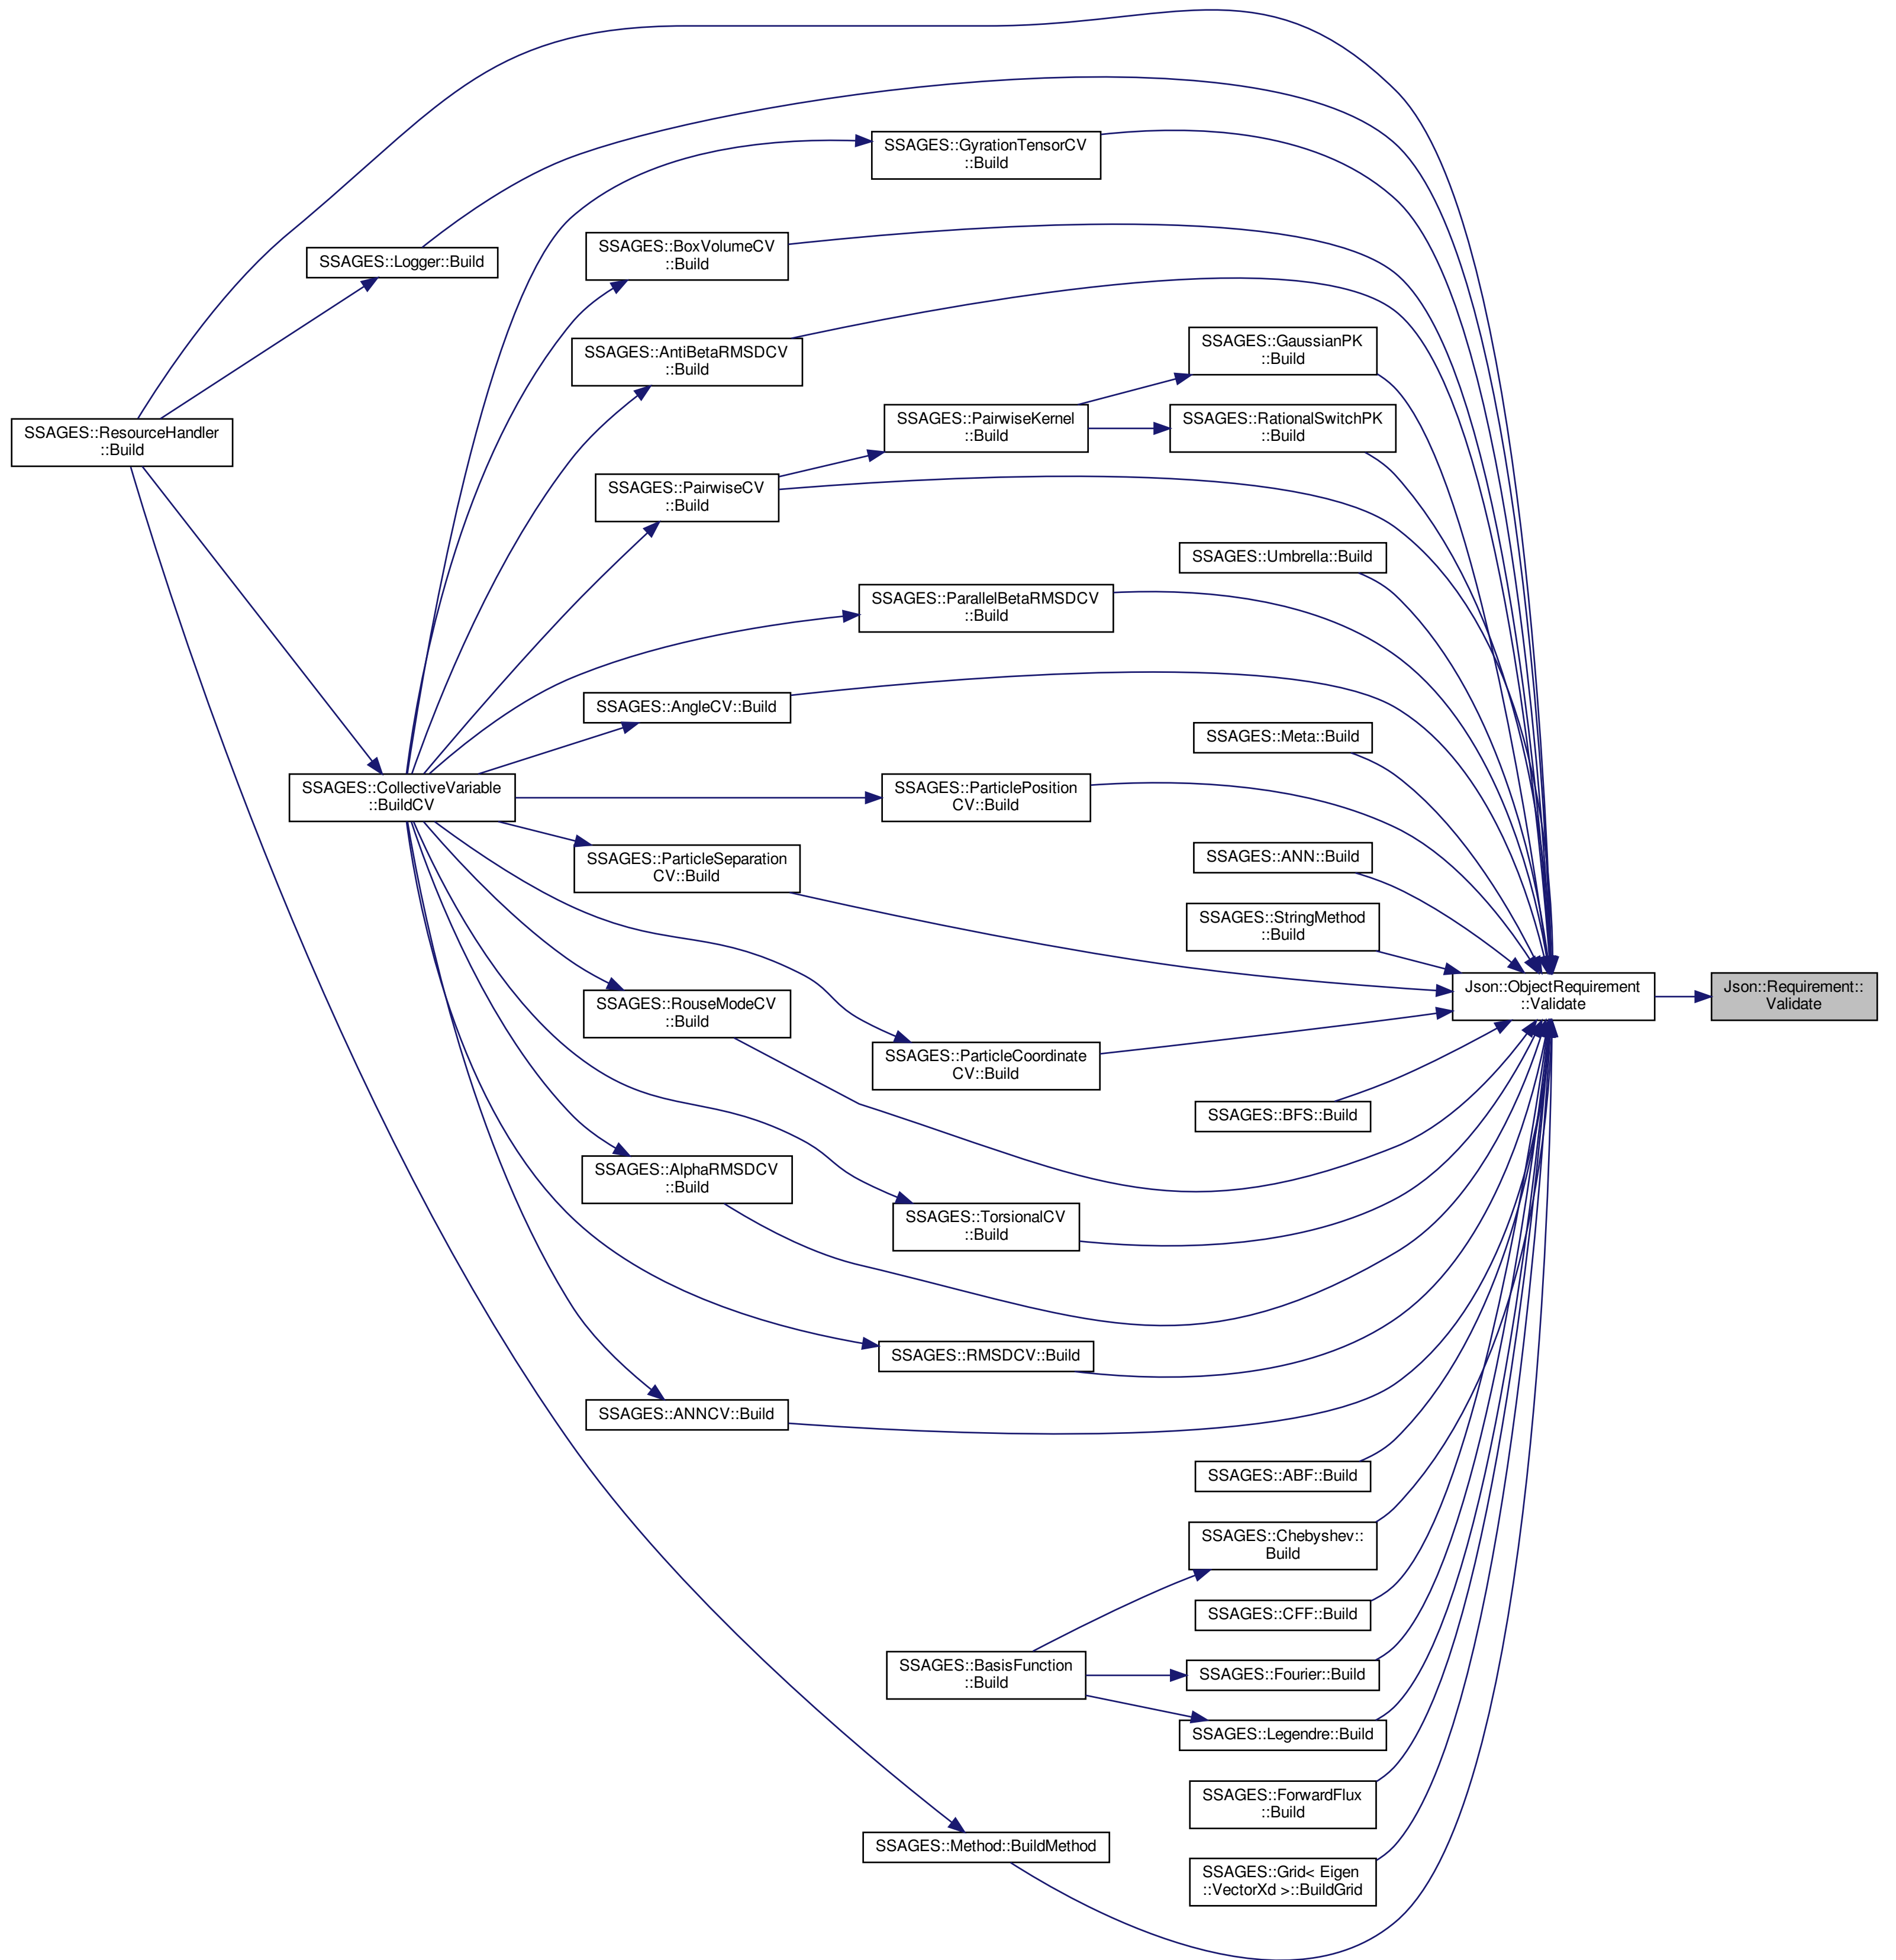 SSAGES::GyrationTensorCV
::Build
SSAGES::Logger::Build
SSAGES::BoxVolumeCV
::Build
SSAGES::AntiBetaRMSDCV
::Build
SSAGES::GaussianPK
::Build
SSAGES::ResourceHandler
::Build
SSAGES::PairwiseKernel
::Build
SSAGES::RationalSwitchPK
::Build
SSAGES::PairwiseCV
::Build
SSAGES::Umbrella::Build
SSAGES::ParallelBetaRMSDCV
::Build
SSAGES::AngleCV::Build
SSAGES::Meta::Build
SSAGES::CollectiveVariable
::BuildCV
SSAGES::ParticlePosition
CV::Build
SSAGES::ParticleSeparation
CV::Build
SSAGES::ANN::Build
SSAGES::StringMethod
::Build
Json::ObjectRequirement
::Validate
Json::Requirement::
Validate
SSAGES::RouseModeCV
::Build
SSAGES::ParticleCoordinate
CV::Build
SSAGES::BFS::Build
SSAGES::AlphaRMSDCV
::Build
SSAGES::TorsionalCV
::Build
SSAGES::RMSDCV::Build
SSAGES::ANNCV::Build
SSAGES::ABF::Build
SSAGES::Chebyshev::
Build
SSAGES::CFF::Build
SSAGES::BasisFunction
::Build
SSAGES::Fourier::Build
SSAGES::Legendre::Build
SSAGES::ForwardFlux
::Build
SSAGES::Method::BuildMethod
SSAGES::Grid< Eigen
::VectorXd >::BuildGrid